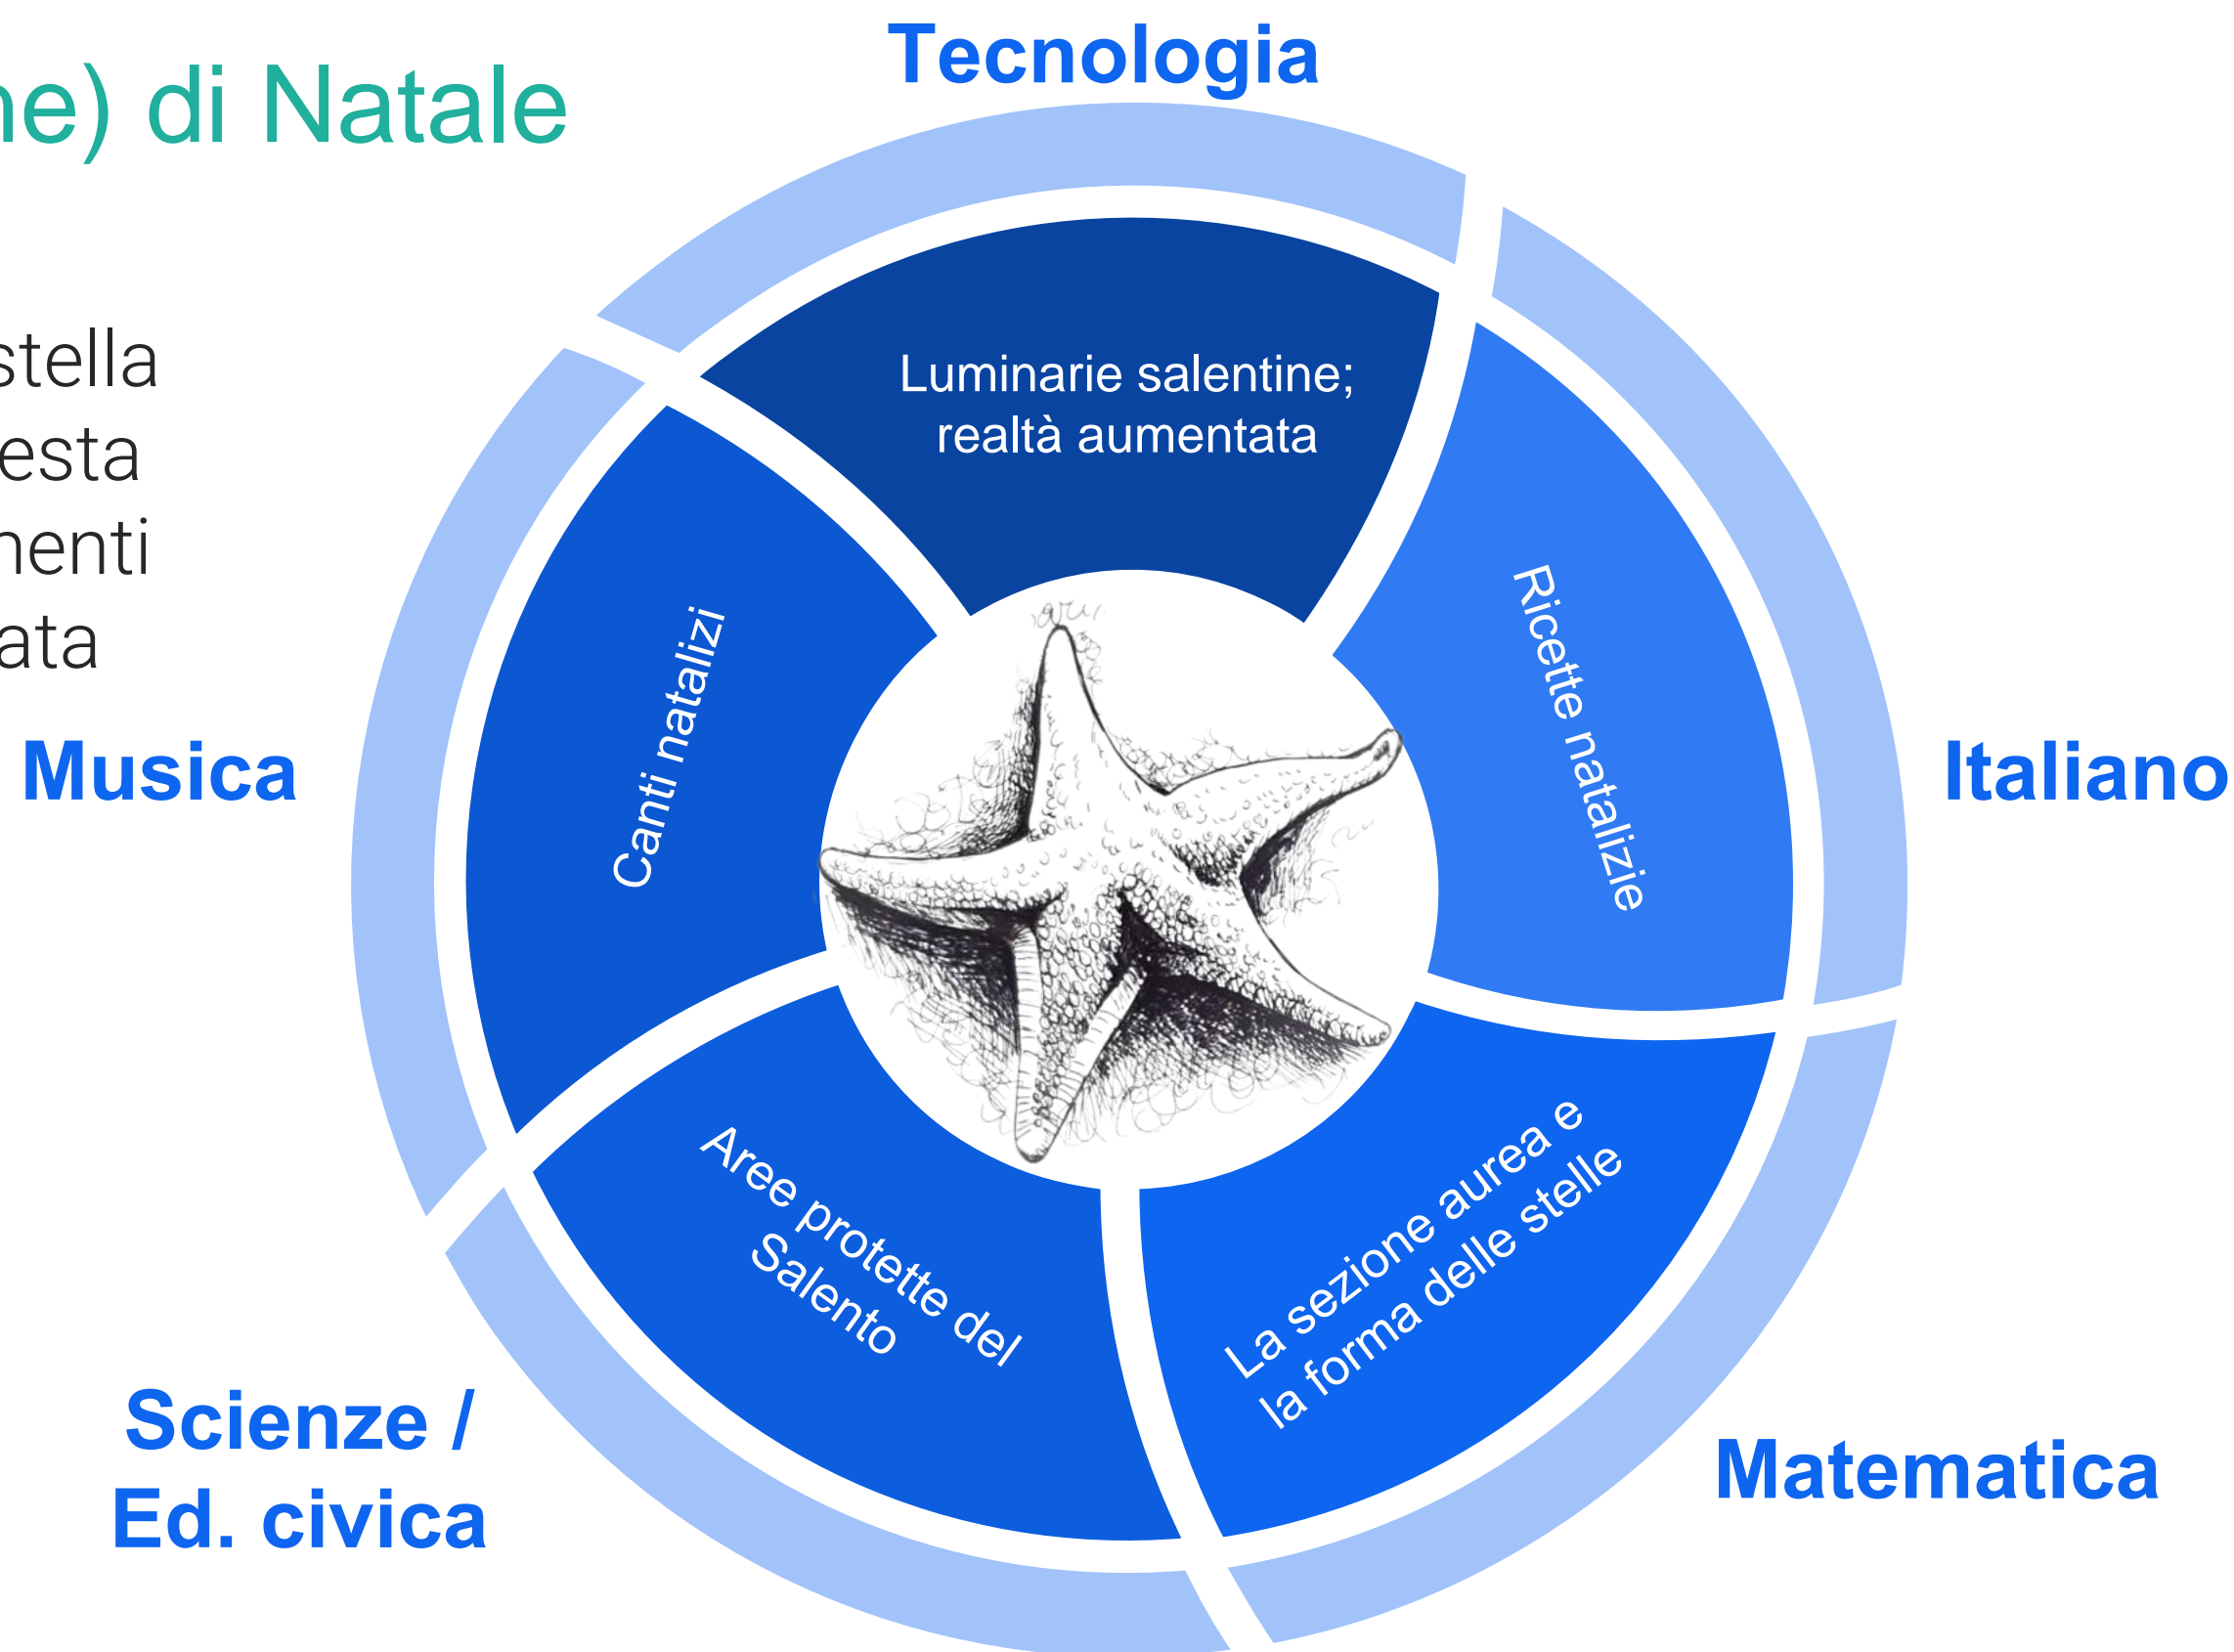 ne) di Natale
stella
esta
nenti
ata
Tecnologia
Luminarie salentine;
realtà aumentata
Italiano
Ricette natalizie
Matematica
La sezione aurea e
la forma delle stelle
Scienze /
Ed. civica
Aree protette del
Salento
Musica
Canti natalizi